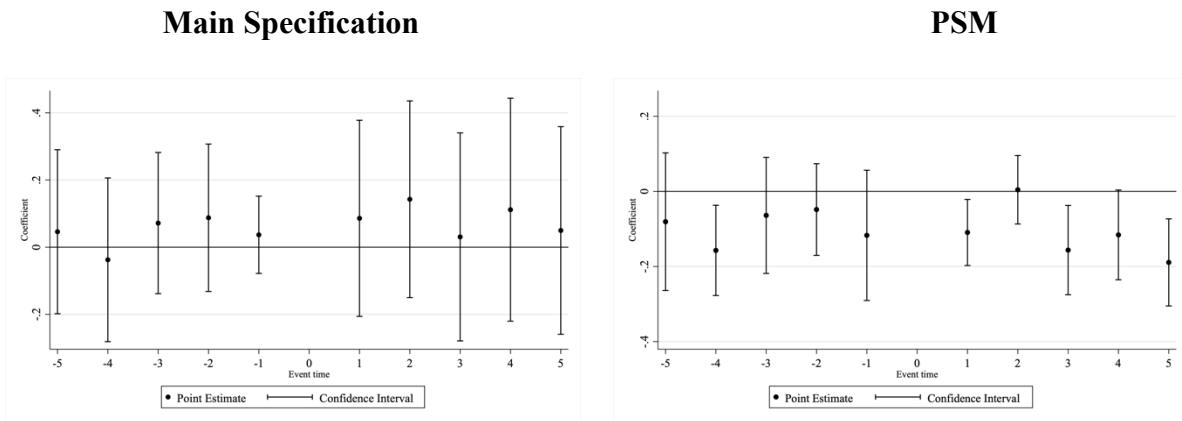 Main Specification
PSM
Coefficient
.4
.2
0
-.2
-5 -4 -3 -2 -1 0 1 2 3 4 5
Event time
Point Estimate Confidence Interval
Coefficient
.2
0
-.2
-.4
-5 -4 -3 -2 -1 0 1 2 3 4 5
Event time
Point Estimate Confidence Interval